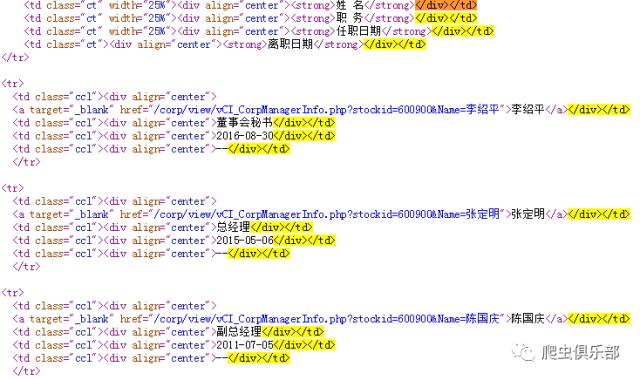 <td class="ct" width="25%"><div align="center"><strong>姓 名</strong></div></td>
<td class="ct" width="25%"><div align="center"><strong>职 务</strong></div></td>
<td class="ct" width="25%"><div align="center"><strong>任职日期</strong></div></td>
<td class="ct"><div align="center"><strong>离职日期</strong></div></td>
<tr>
<td class="ccl"><div align="center">
<a target="_blank" href="/corp/view/vCI_CorpManagerInfo.php?stockid=600900&Name=李绍平">李绍平</a></div></td>
<td class="ccl"><div align="center">董事会秘书</div></td>
<td class="ccl"><div align="center">2016-08-30</div></td>
<td class="ccl"><div align="center">--</div></td>
</tr>
<tr>
<td class="ccl"><div align="center">
<a target="_blank" href="/corp/view/vCI_CorpManagerInfo.php?stockid=600900&Name=张定明">张定明</a></div></td>
<td class="ccl"><div align="center">总经理</div></td>
<td class="ccl"><div align="center">2015-05-06</div></td>
<td class="ccl"><div align="center">--</div></td>
</tr>
<tr>
<td class="ccl"><div align="center">
<a target="_blank" href="/corp/view/vCI_CorpManagerInfo.php?stockid=600900&Name=陈国庆">陈国庆</a></div></td>
<td class="ccl"><div align="center">副总经理</div></td>
<td class="ccl"><div align="center">2011-07-05</div></td>
<td class="ccl"><div align="center">--</div></td>
</tr>
爬虫俱乐部